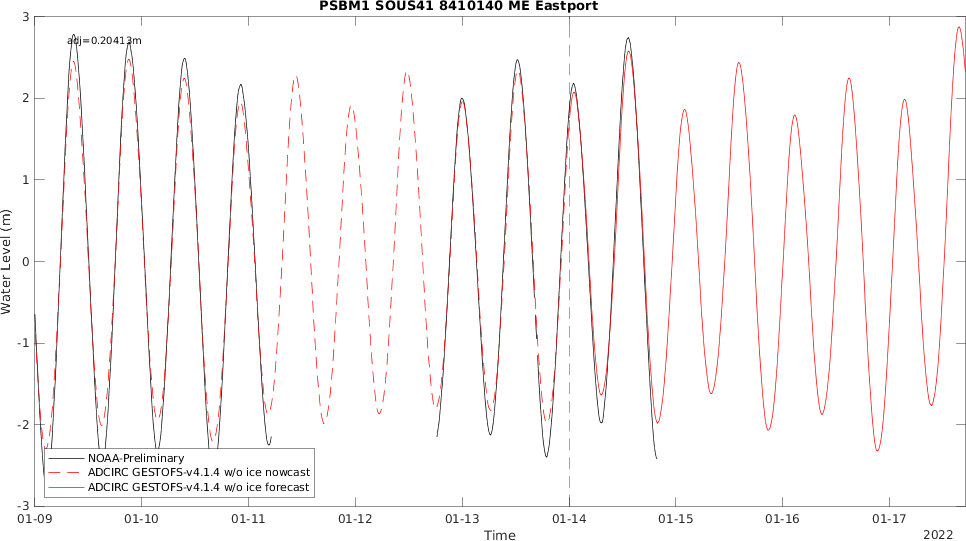 PSBM1 SOUS41 8410140 ME Eastport
adj=0.20413m
3
2
1
0
-1
-2
-3
Water Level (m)
NOAA-Preliminary
ADCIRC GESTOFS-v4.1.4 w/o ice nowcast
ADCIRC GESTOFS-v4.1.4 w/o ice forecast
01-09 01-10 01-11 01-12 01-13 01-14 01-15 01-16 01-17
Time
2022